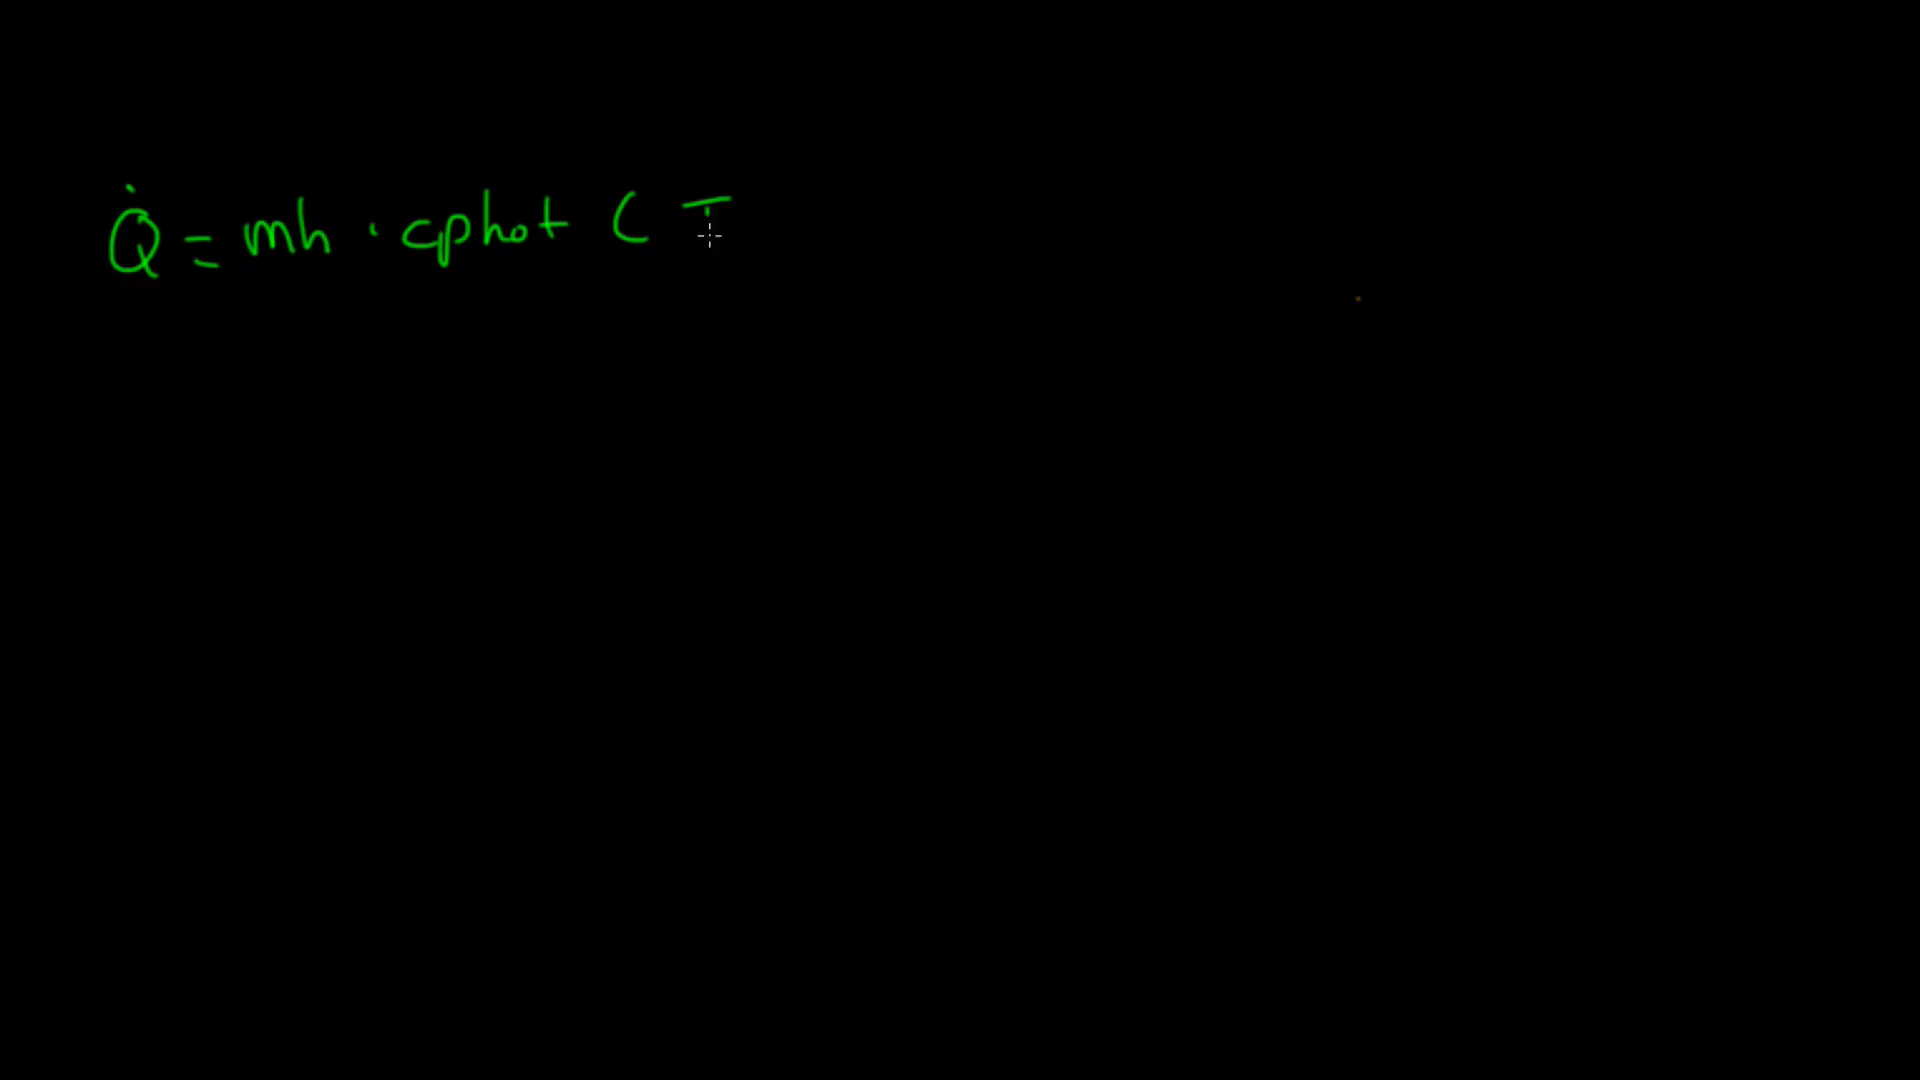 Q̇ = mh · cphot ( T